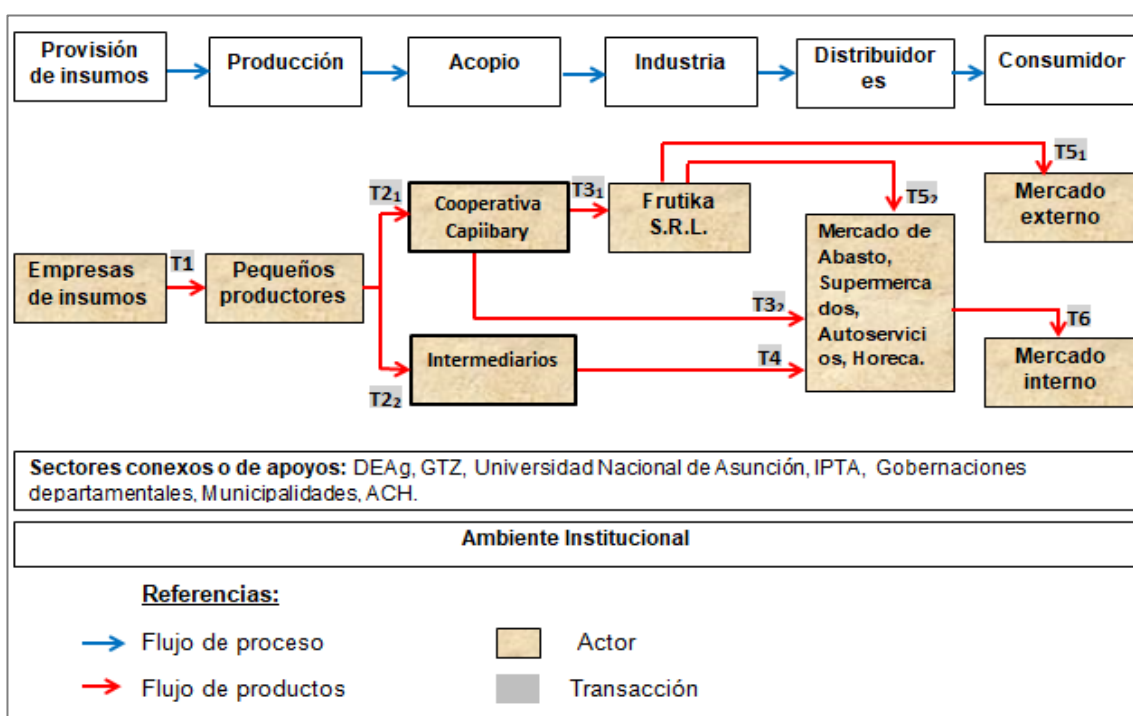 Provisión
de insumos
Producción
Acopio
Industria
Distribuidor
es
Consumidor
T5₁
T2₁
Cooperativa
Capiibary
T3₁
Frutika
S.R.L.
T5₂
Mercado
externo
Empresas
de insumos
T1
Pequeños
productores
Mercado de
Abasto,
Supermerca
dos,
Autoservici
os, Horeca.
T3₂
T6
Intermediarios
T4
Mercado
interno
T2₂
Sectores conexos o de apoyos: DEAg, GTZ, Universidad Nacional de Asunción, IPTA, Gobernaciones
departamentales, Municipalidades, ACH.
Ambiente Institucional
Referencias:
Flujo de proceso
Actor
Flujo de productos
Transacción